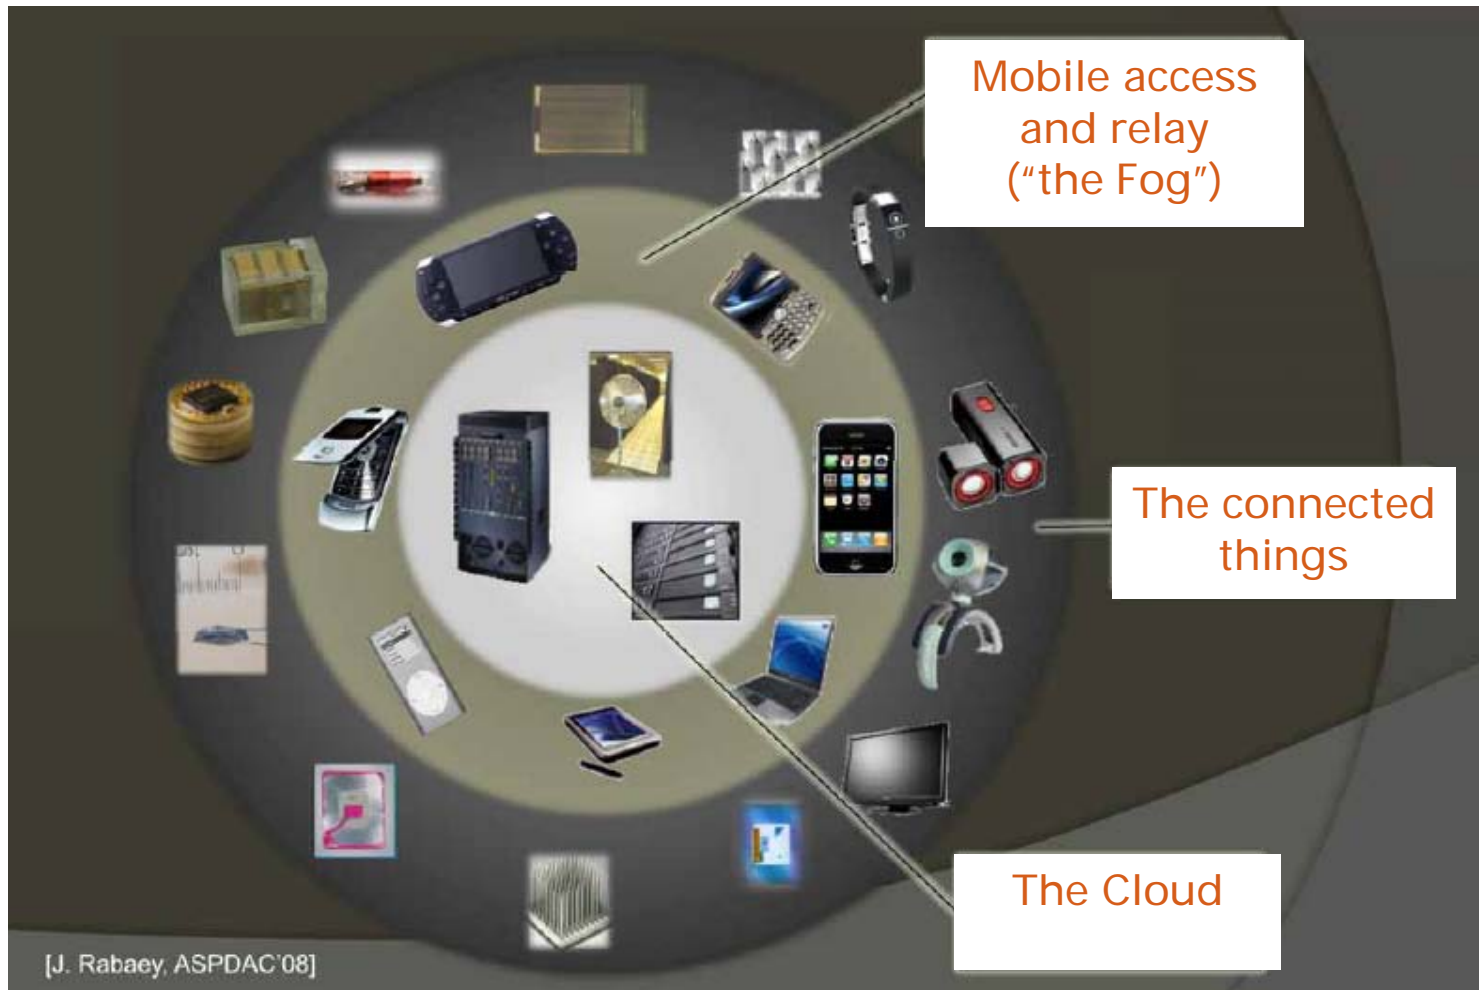 Mobile access
and relay
(“the Fog”)
The connected
things
The Cloud
[J. Rabaey, ASPDAC'08]